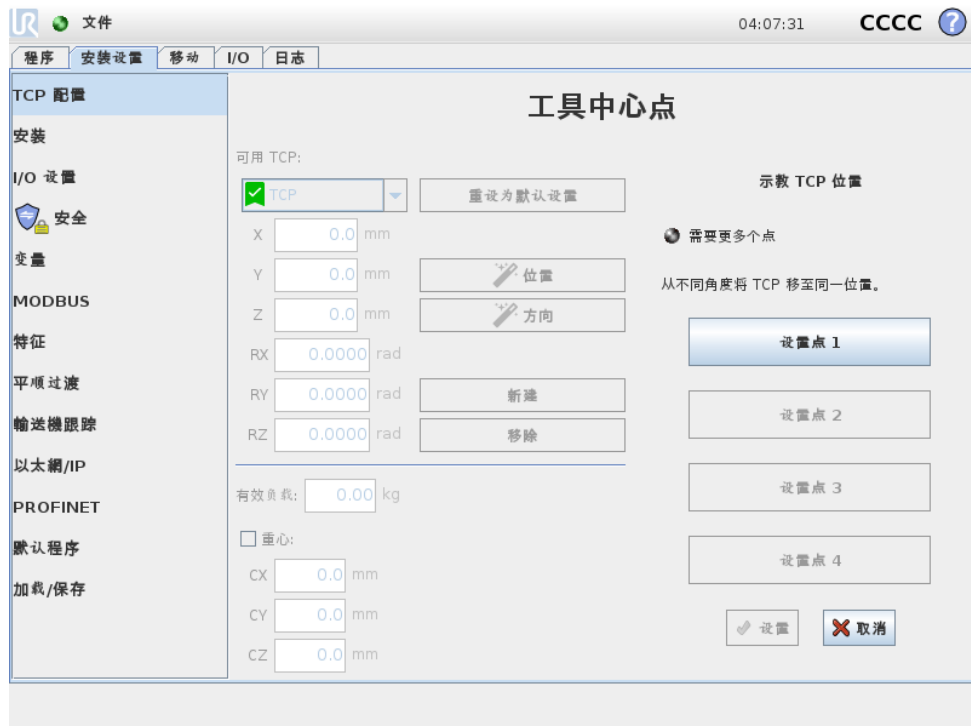 UR 文件 04:07:31 CCCC ?
程序 安装设置 移动 I/O 日志
TCP 配置
安装
I/O 设置
安全
变量
MODBUS
特征
平顺过渡
輸送機跟踪
以太網/IP
PROFINET
默认程序
加载/保存
工具中心点
可用 TCP:
TCP 重设为默认设置
X 0.0 mm
Y 0.0 mm 位置
Z 0.0 mm 方向
RX 0.0000 rad
RY 0.0000 rad 新建
RZ 0.0000 rad 移除
有效负载: 0.00 kg
重心:
CX 0.0 mm
CY 0.0 mm
CZ 0.0 mm
示教 TCP 位置
需要更多个点
从不同角度将 TCP 移至同一位置。
设置点 1
设置点 2
设置点 3
设置点 4
设置 取消